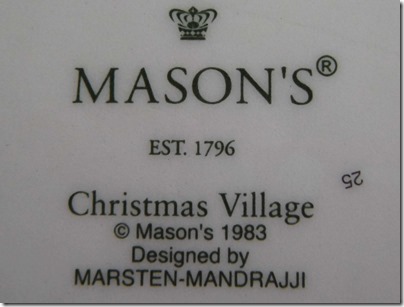 MASON'S®
EST. 1796
25
Christmas Village
© Mason's 1983
Designed by
MARSTEN-MANDRAJJI